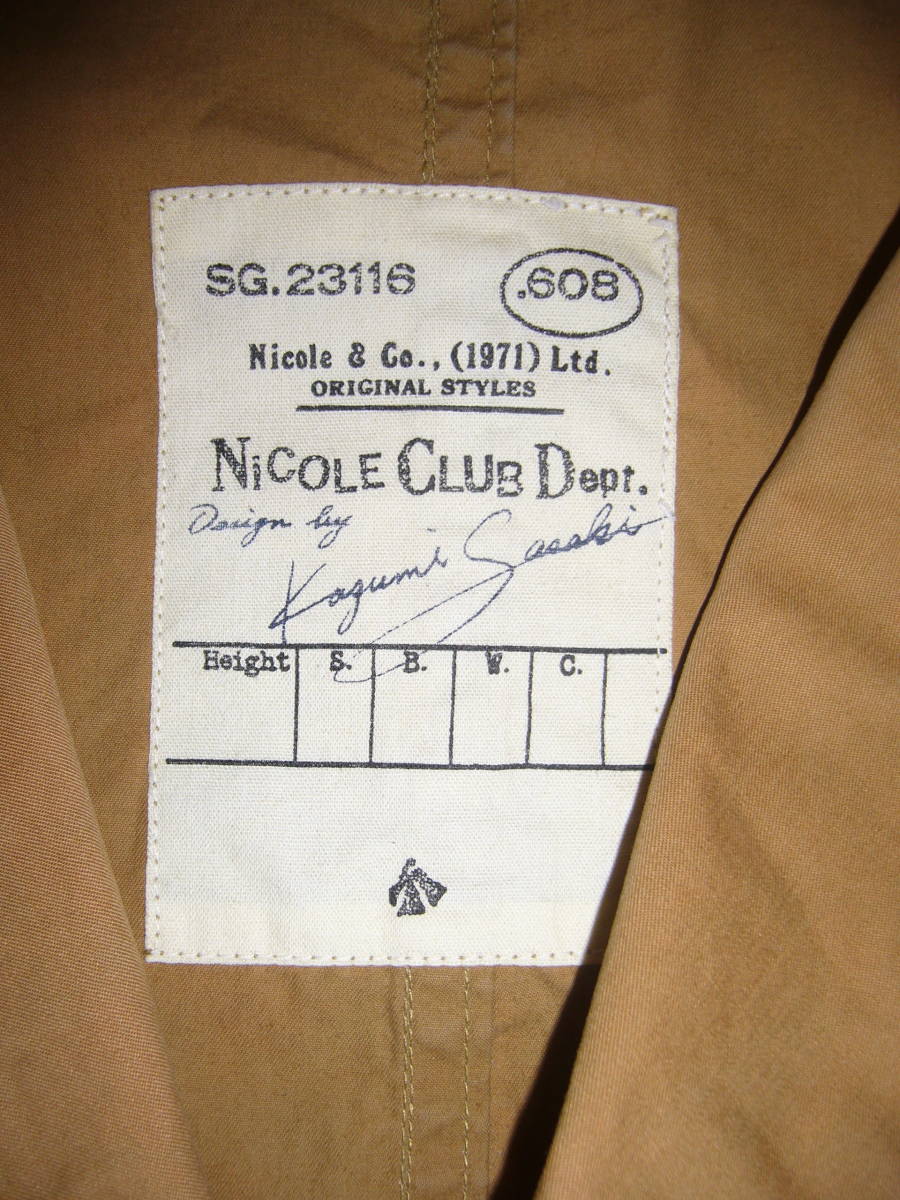 SG.23116 .608
Nicole & Co., (1971) Ltd.
ORIGINAL STYLES
NiCOLE CLUB Dept.
Design by
Kazumi Sasaki
Height S. B. W. C.